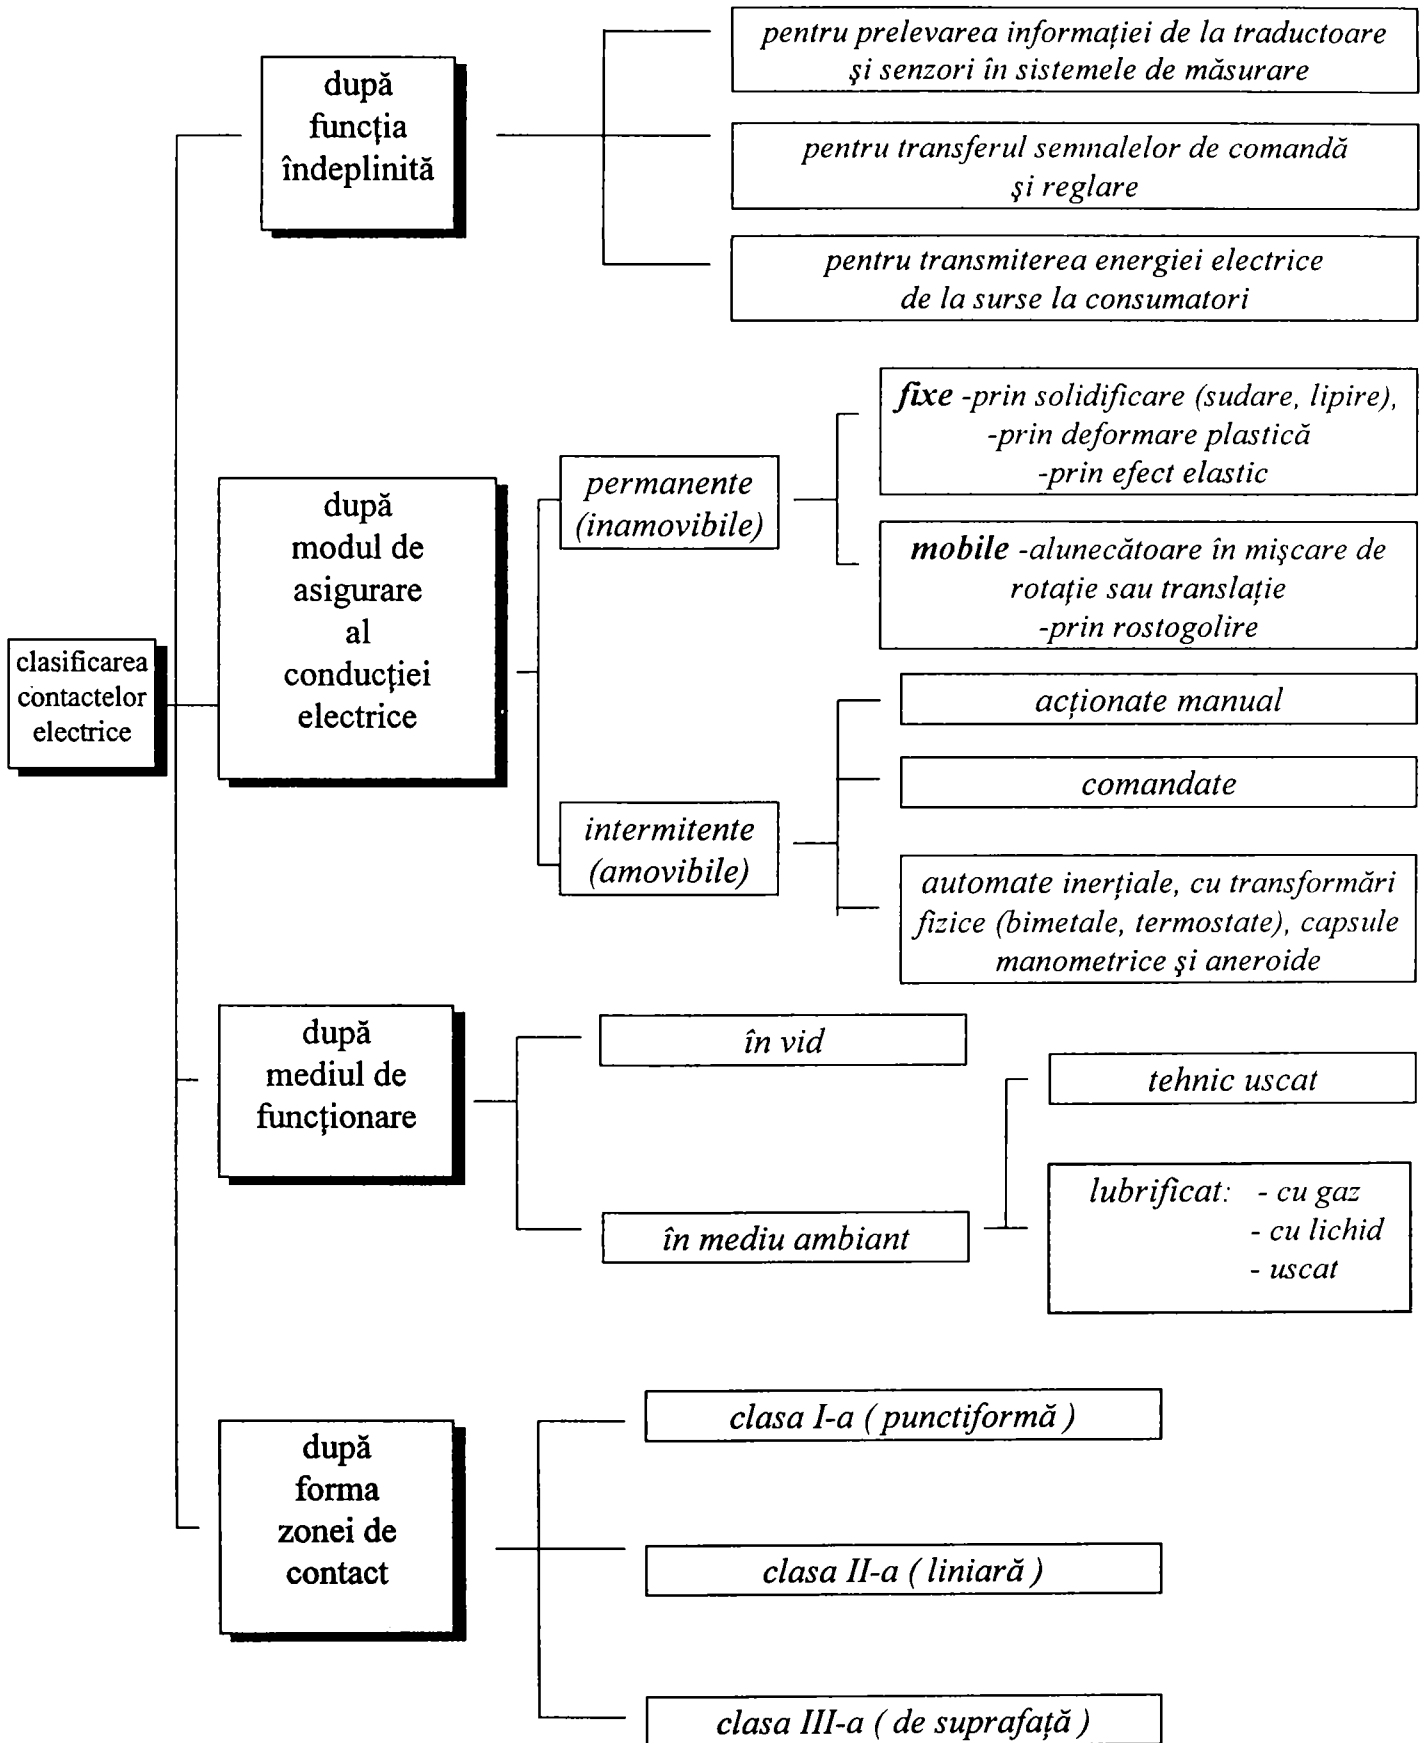 clasificarea
contactelor
electrice
după
funcția
îndeplinită
pentru prelevarea informației de la traductoare
și senzori în sistemele de măsurare
pentru transferul semnalelor de comandă
și reglare
pentru transmiterea energiei electrice
de la surse la consumatori
după
modul de
asigurare
al
conducției
electrice
permanente
(inamovibile)
fixe -prin solidificare (sudare, lipire),
-prin deformare plastică
-prin efect elastic
mobile -alunecătoare în mișcare de
rotație sau translație
-prin rostogolire
intermitente
(amovibile)
acționate manual
comandate
automate inerțiale, cu transformări
fizice (bimetale, termostate), capsule
manometrice și aneroide
după
mediul de
funcționare
în vid
în mediu ambiant
tehnic uscat
lubrificat: - cu gaz
- cu lichid
- uscat
după
forma
zonei de
contact
clasa I-a ( punctiformă )
clasa II-a ( liniară )
clasa III-a ( de suprafață )